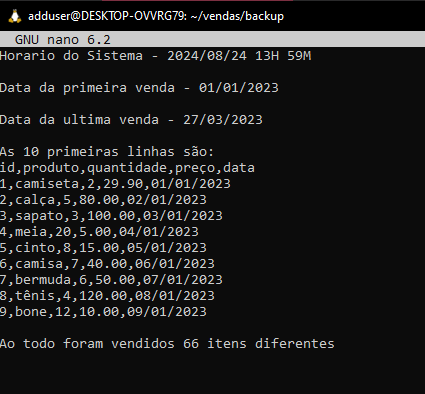 adduser@DESKTOP-OVVRG79: ~/vendas/backup
GNU nano 6.2
Horario do Sistema - 2024/08/24 13H 59M
Data da primeira venda - 01/01/2023
Data da ultima venda - 27/03/2023
As 10 primeiras linhas são:
id,produto,quantidade,preço,data
1,camiseta,2,29.90,01/01/2023
2,calça,5,80.00,02/01/2023
3,sapato,3,100.00,03/01/2023
4,meia,20,5.00,04/01/2023
5,cinto,8,15.00,05/01/2023
6,camisa,7,40.00,06/01/2023
7,bermuda,6,50.00,07/01/2023
8,tênis,4,120.00,08/01/2023
9,bone,12,10.00,09/01/2023
Ao todo foram vendidos 66 itens diferentes